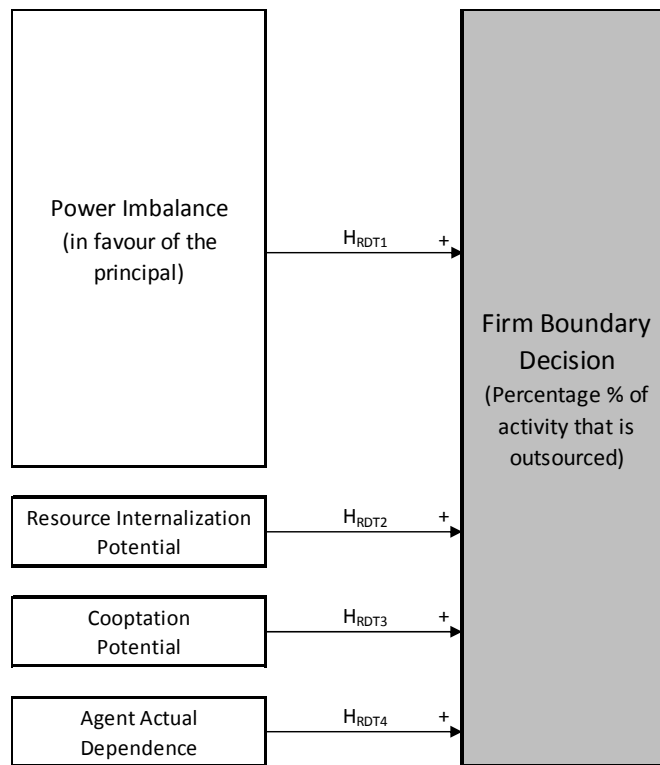 Power Imbalance
(in favour of the
principal)
H_RDT1 +
Firm Boundary
Decision
(Percentage % of
activity that is
outsourced)
Resource Internalization
Potential
H_RDT2 +
Cooptation
Potential
H_RDT3 +
Agent Actual
Dependence
H_RDT4 +